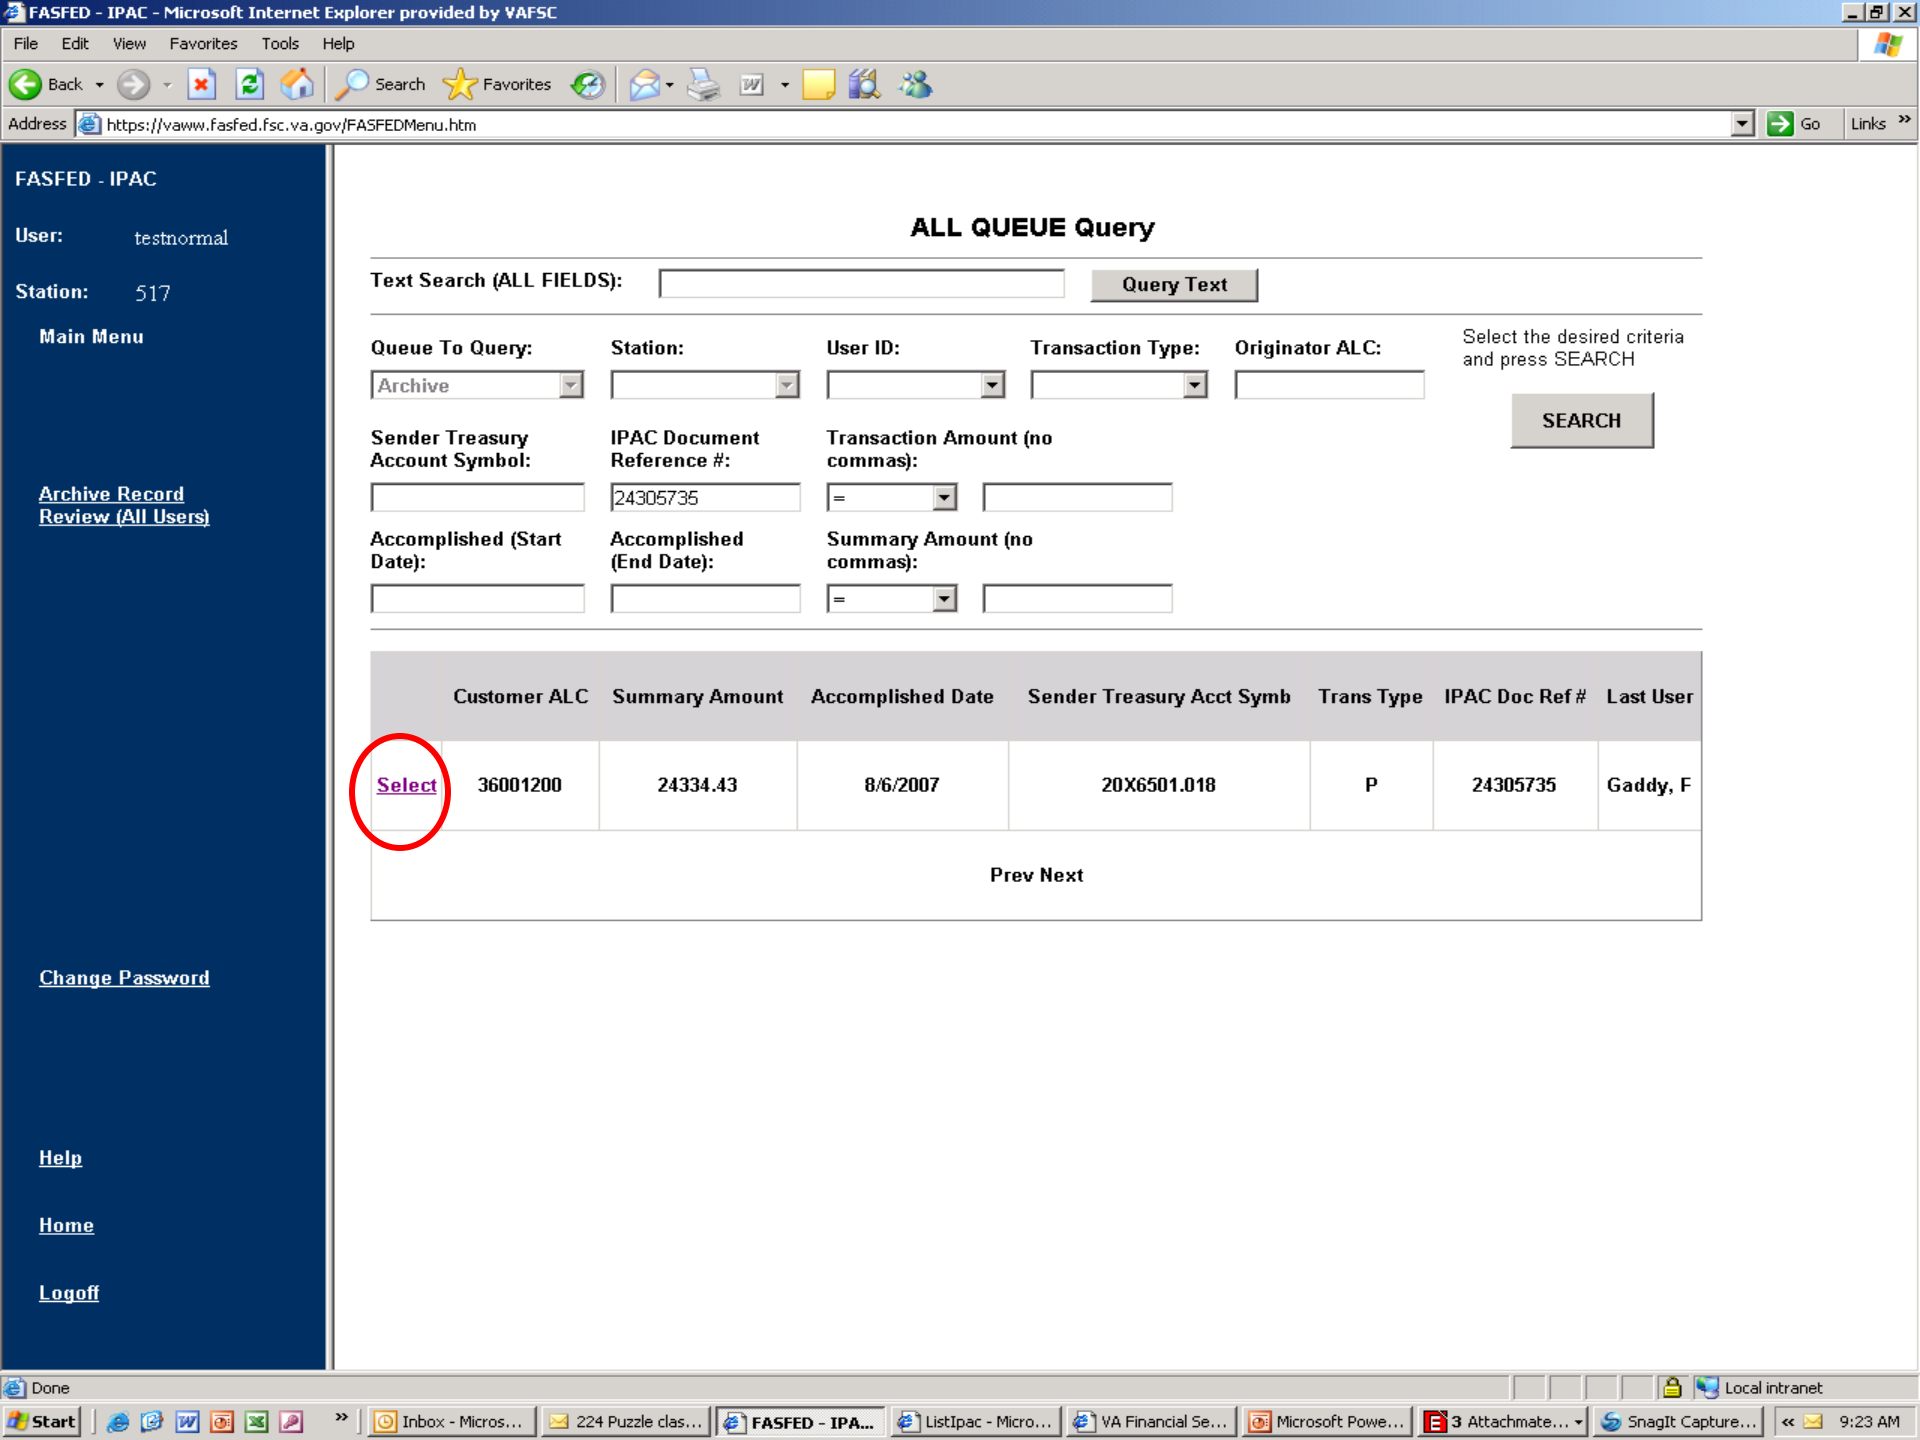 FASFED - IPAC - Microsoft Internet Explorer provided by VAFSC
File Edit View Favorites Tools Help
Back Search Favorites
Address https://vaww.fasfed.fsc.va.gov/FASFEDMenu.htm Go Links »
FASFED - IPAC
User: testnormal
Station: 517
Main Menu
Archive Record
Review (All Users)
Change Password
Help
Home
Logoff
ALL QUEUE Query
Text Search (ALL FIELDS): Query Text
Queue To Query: Station: User ID: Transaction Type: Originator ALC:
Archive
Select the desired criteria
and press SEARCH
SEARCH
Sender Treasury
Account Symbol:
IPAC Document
Reference #:
Transaction Amount (no
commas):
24305735 =
Accomplished (Start
Date):
Accomplished
(End Date):
Summary Amount (no
commas):
=
Customer ALC Summary Amount Accomplished Date Sender Treasury Acct Symb Trans Type IPAC Doc Ref # Last User
Select 36001200 24334.43 8/6/2007 20X6501.018 P 24305735 Gaddy, F
Prev Next
Done Local intranet
Start » Inbox - Micros... 224 Puzzle clas... FASFED - IPA... ListIpac - Micro... VA Financial Se... Microsoft Powe... 3 Attachmate... SnagIt Capture... « 9:23 AM